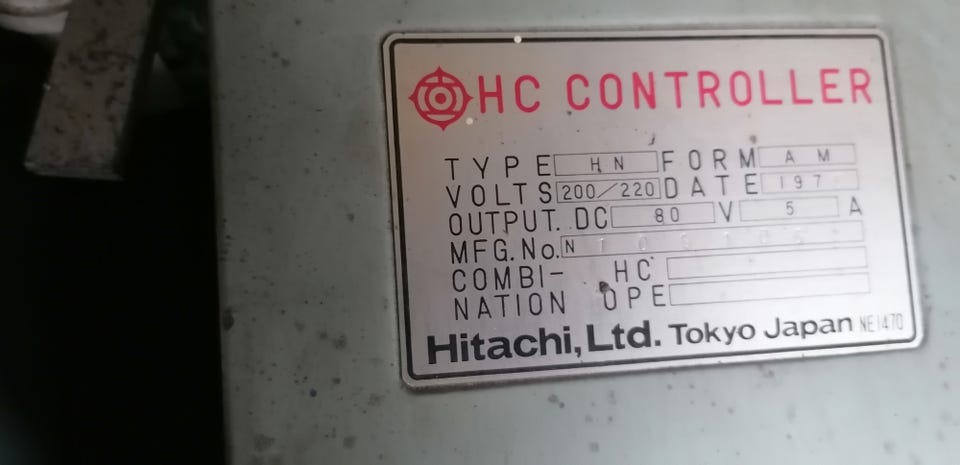 HC CONTROLLER
TYPE HN FORM AM
VOLTS 200/220 DATE 197
OUTPUT. DC 80 V 5 A
MFG. No. N
COMBI- HC
NATION OPE
Hitachi, Ltd. Tokyo Japan NE1470